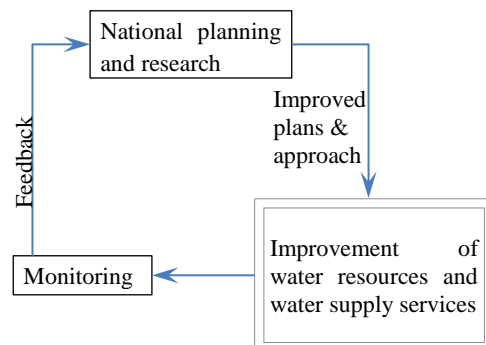 National planning
and research
Improved
plans &
approach
Feedback
Improvement of
water resources and
water supply services
Monitoring